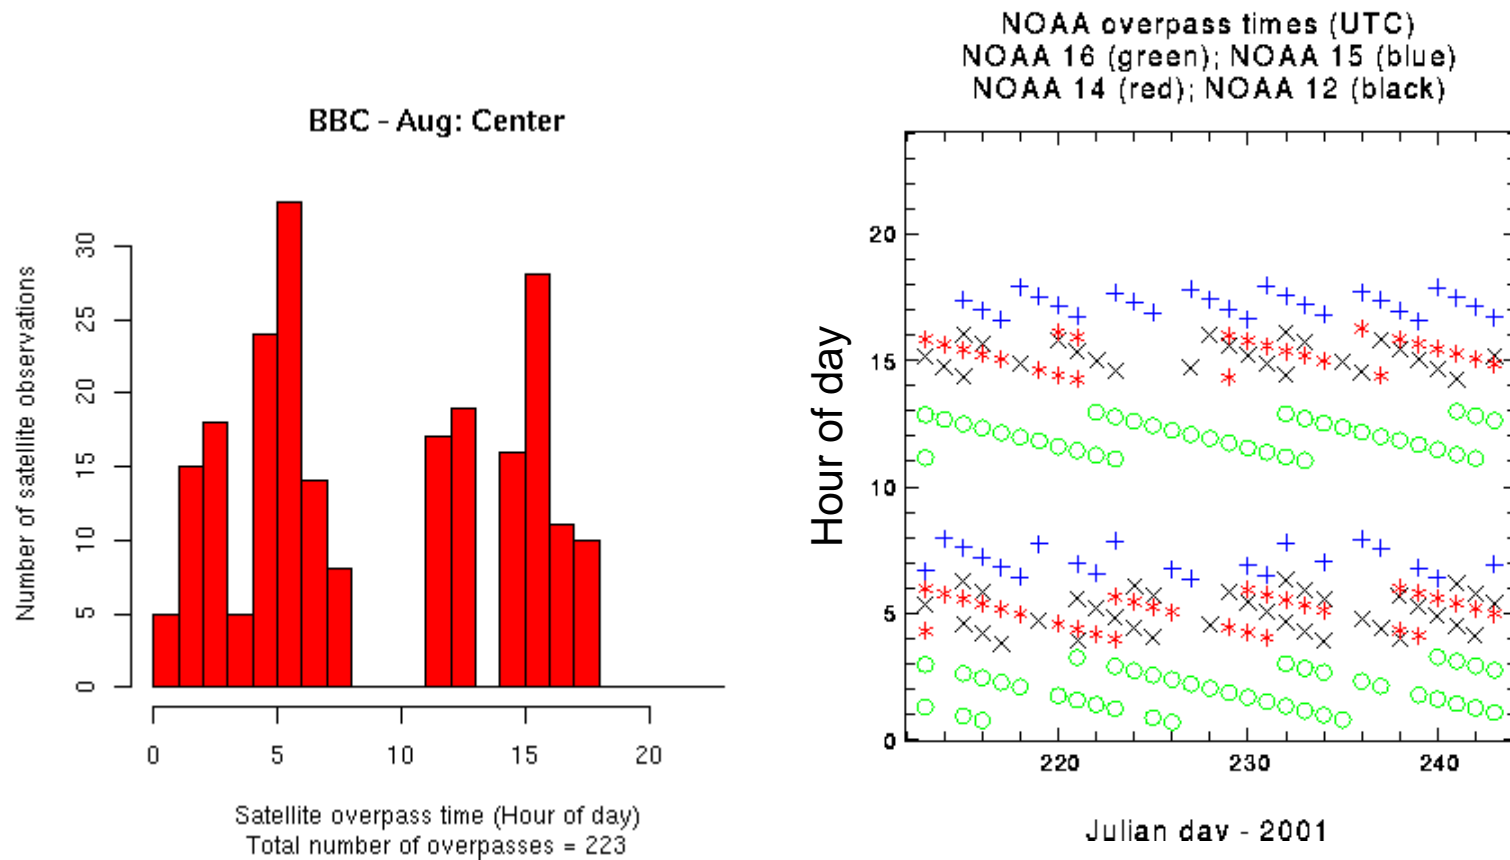 BBC - Aug: Center
Number of satellite observations
30
25
20
15
10
5
0
0 5 10 15 20
Satellite overpass time (Hour of day)
Total number of overpasses = 223
NOAA overpass times (UTC)
NOAA 16 (green); NOAA 15 (blue)
NOAA 14 (red); NOAA 12 (black)
Hour of day
20
15
10
5
0
220 230 240
Julian day - 2001